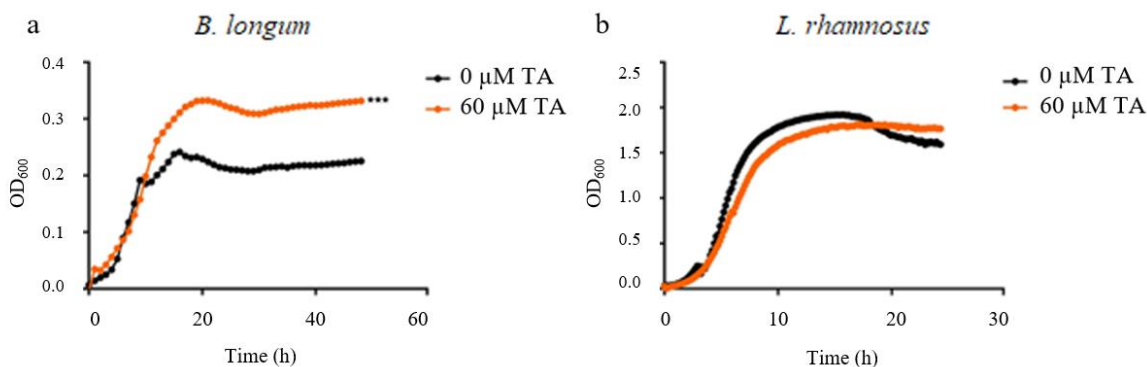 a
B. longum
0.4
0.3
0.2
0.1
0.0
OD600
0
20
40
60
Time (h)
0 µM TA
60 µM TA
***
b
L. rhamnosus
2.5
2.0
1.5
1.0
0.5
0.0
OD600
0
10
20
30
Time (h)
0 µM TA
60 µM TA